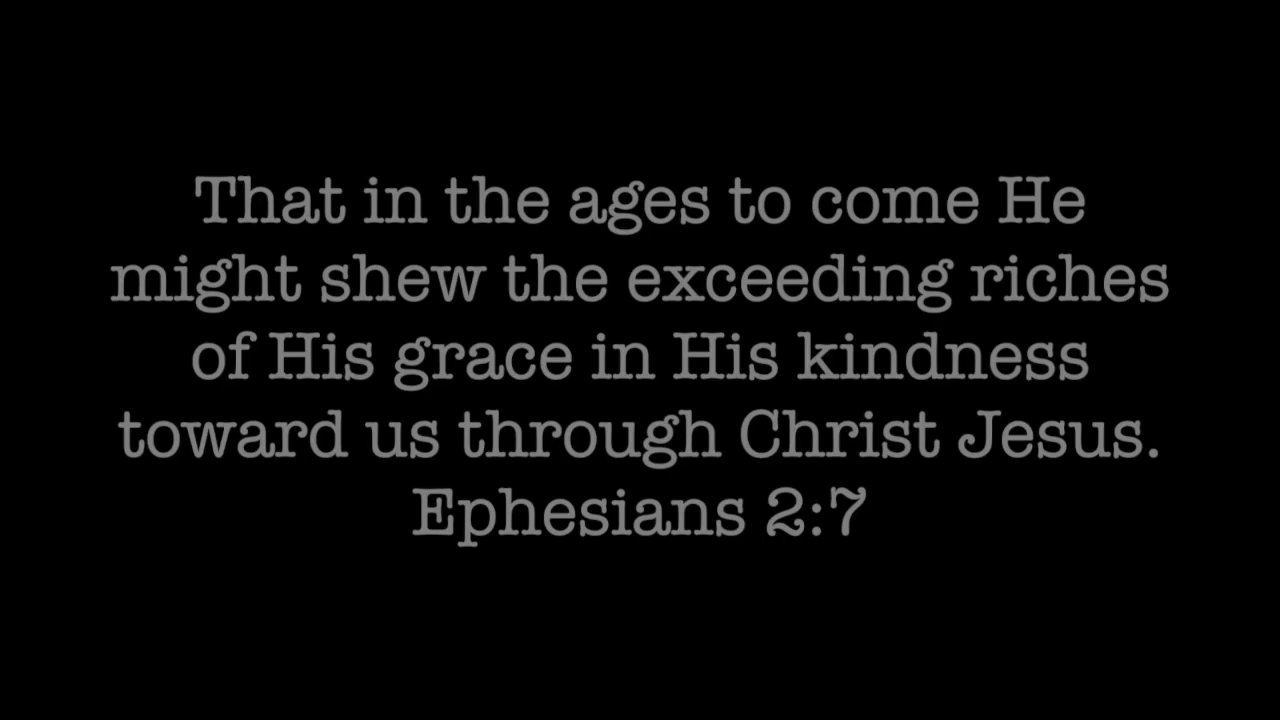 That in the ages to come He
might shew the exceeding riches
of His grace in His kindness
toward us through Christ Jesus.
Ephesians 2:7